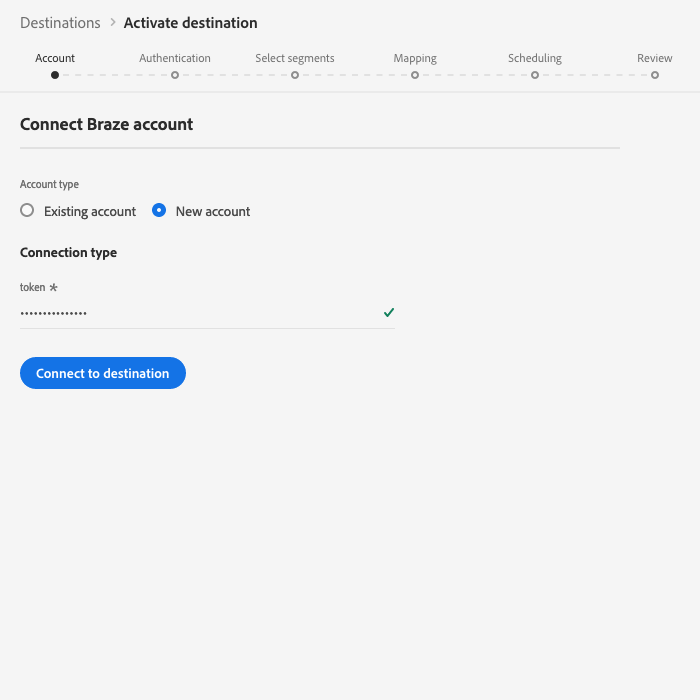 Destinations > Activate destination
Account Authentication Select segments Mapping Scheduling Review
Connect Braze account
Account type
Existing account New account
Connection type
token *
•••••••••••••••
Connect to destination